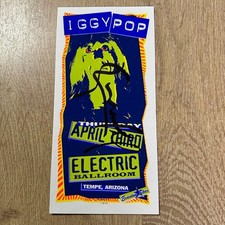 IGGY POP
THURSDAY
APRIL THIRD
ELECTRIC
BALLROOM
TEMPE, ARIZONA